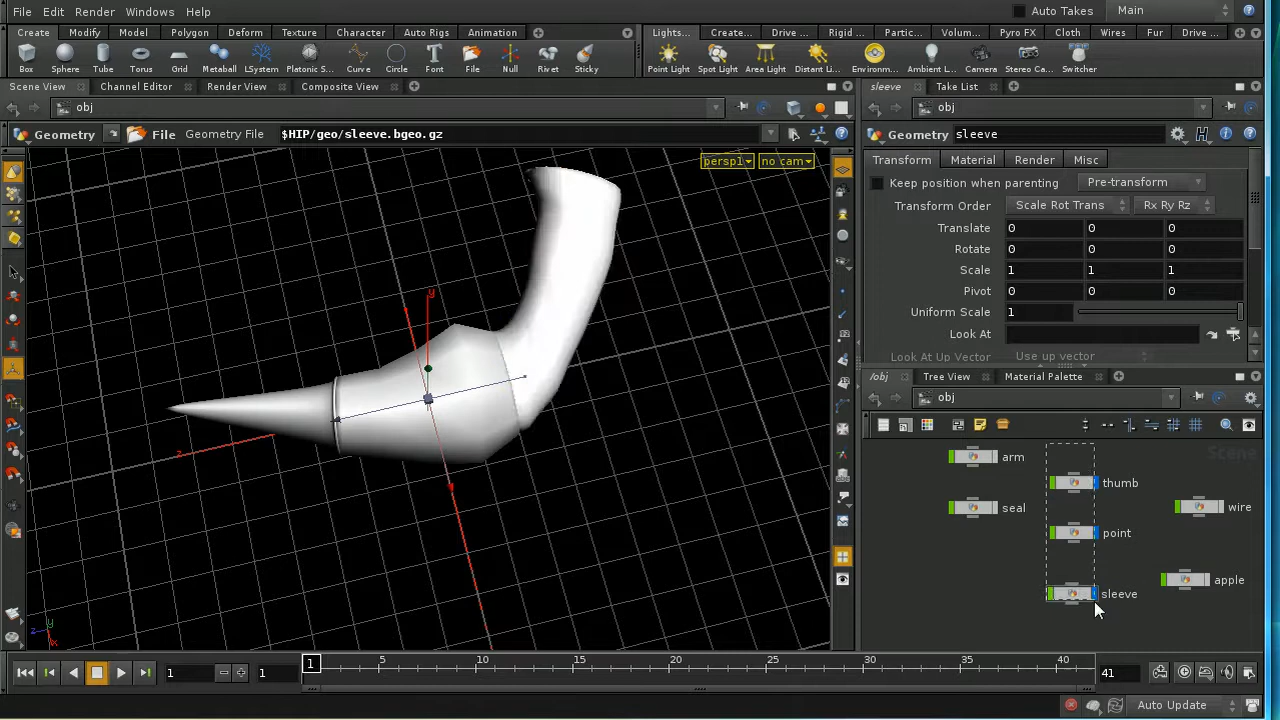 File Edit Render Windows Help Auto Takes Main
Create Modify Model Polygon Deform Texture Character Auto Rigs Animation Lights... Create... Drive ... Rigid ... Partic... Volum... Pyro FX Cloth Wires Fur Drive ...
Box Sphere Tube Torus Grid Metaball LSystem Platonic S... Curve Circle Font File Null Rivet Sticky Point Light Spot Light Area Light Distant Li... Environm... Ambient L... Camera Stereo Ca... Switcher
Scene View Channel Editor Render View Composite View sleeve Take List
obj obj
Geometry File Geometry File $HIP/geo/sleeve.bgeo.gz Geometry sleeve
persp1 no cam Transform Material Render Misc
Keep position when parenting Pre-transform
Transform Order Scale Rot Trans Rx Ry Rz
Translate 0 0 0
Rotate 0 0 0
Scale 1 1 1
Pivot 0 0 0
Uniform Scale 1
Look At
Look At Up Vector Use up vector
/obj Tree View Material Palette
obj
Scene
arm
thumb
seal
wire
point
apple
sleeve
y
z
z y x
1 1 1 5 10 15 20 25 30 35 40 41
Auto Update